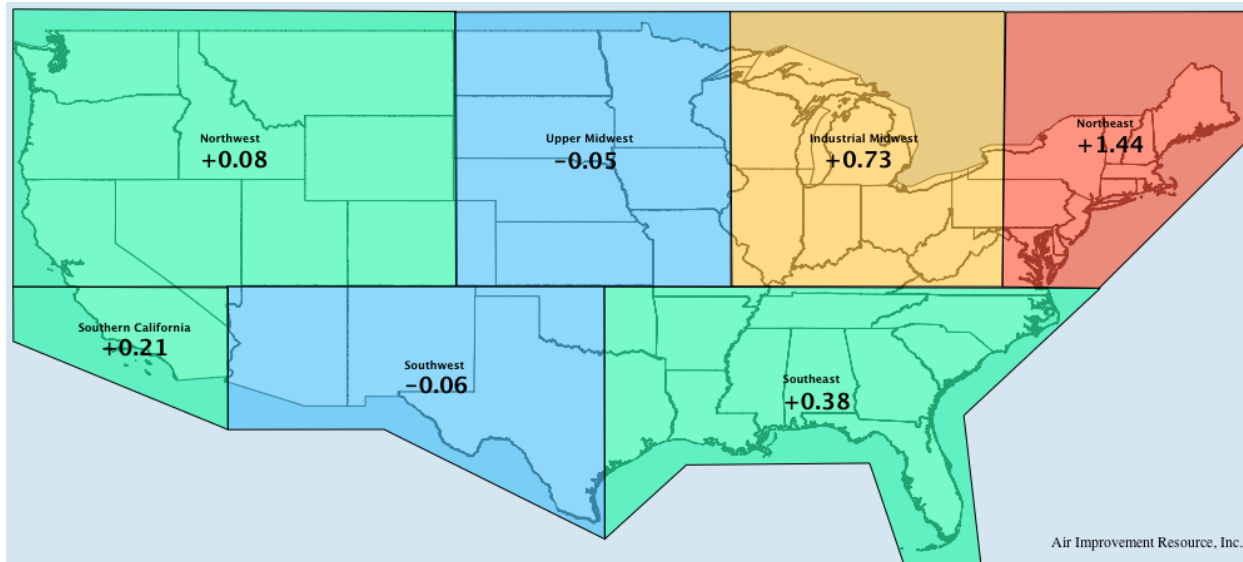 Northwest
+0.08
Upper Midwest
−0.05
Industrial Midwest
+0.73
Northeast
+1.44
Southern California
+0.21
Southwest
−0.06
Southeast
+0.38
Air Improvement Resource, Inc.